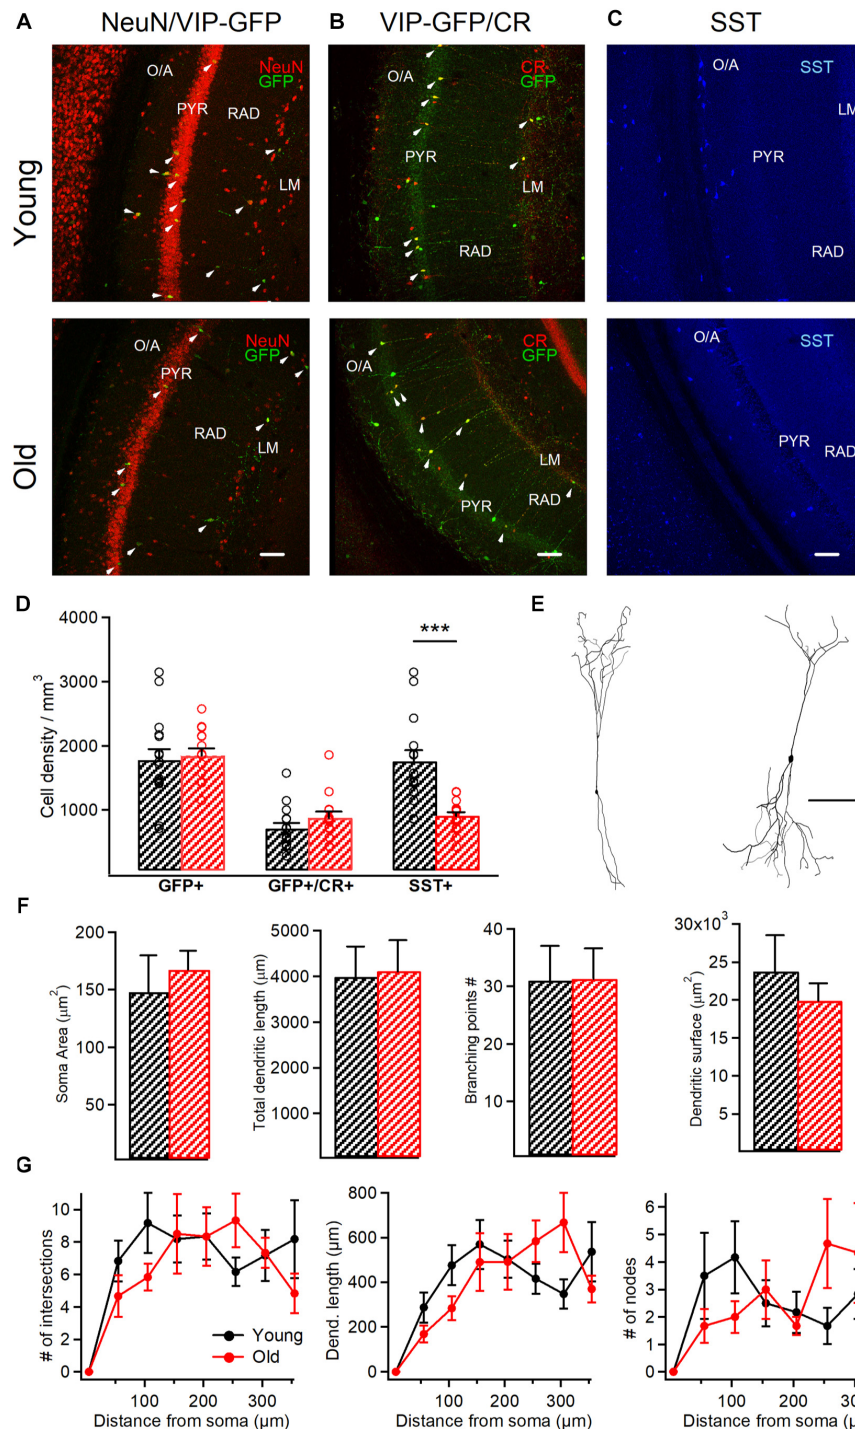 A NeuN/VIP-GFP B VIP-GFP/CR C SST
Young
O/A NeuN
GFP
PYR RAD
LM
O/A CR
GFP
PYR LM
RAD
O/A SST
LM
PYR
RAD
Old
O/A NeuN
GFP
PYR
RAD
LM
O/A CR
GFP
LM
PYR RAD
O/A SST
PYR
RAD
D
Cell density / mm3
4000
3000
2000
1000
***
GFP+ GFP+/CR+ SST+
E
F
Soma Area (µm2)
200
150
100
50
Total dendritic length (µm)
5000
4000
3000
2000
1000
Branching points #
40
30
20
10
Dendritic surface (µm2)
30x103
25
20
15
10
5
G
# of intersections
10
8
6
4
2
0
Young
Old
100 200 300
Distance from soma (µm)
Dend. length (µm)
800
600
400
200
0
100 200 300
Distance from soma (µm)
# of nodes
6
5
4
3
2
1
0
100 200 300
Distance from soma (µm)